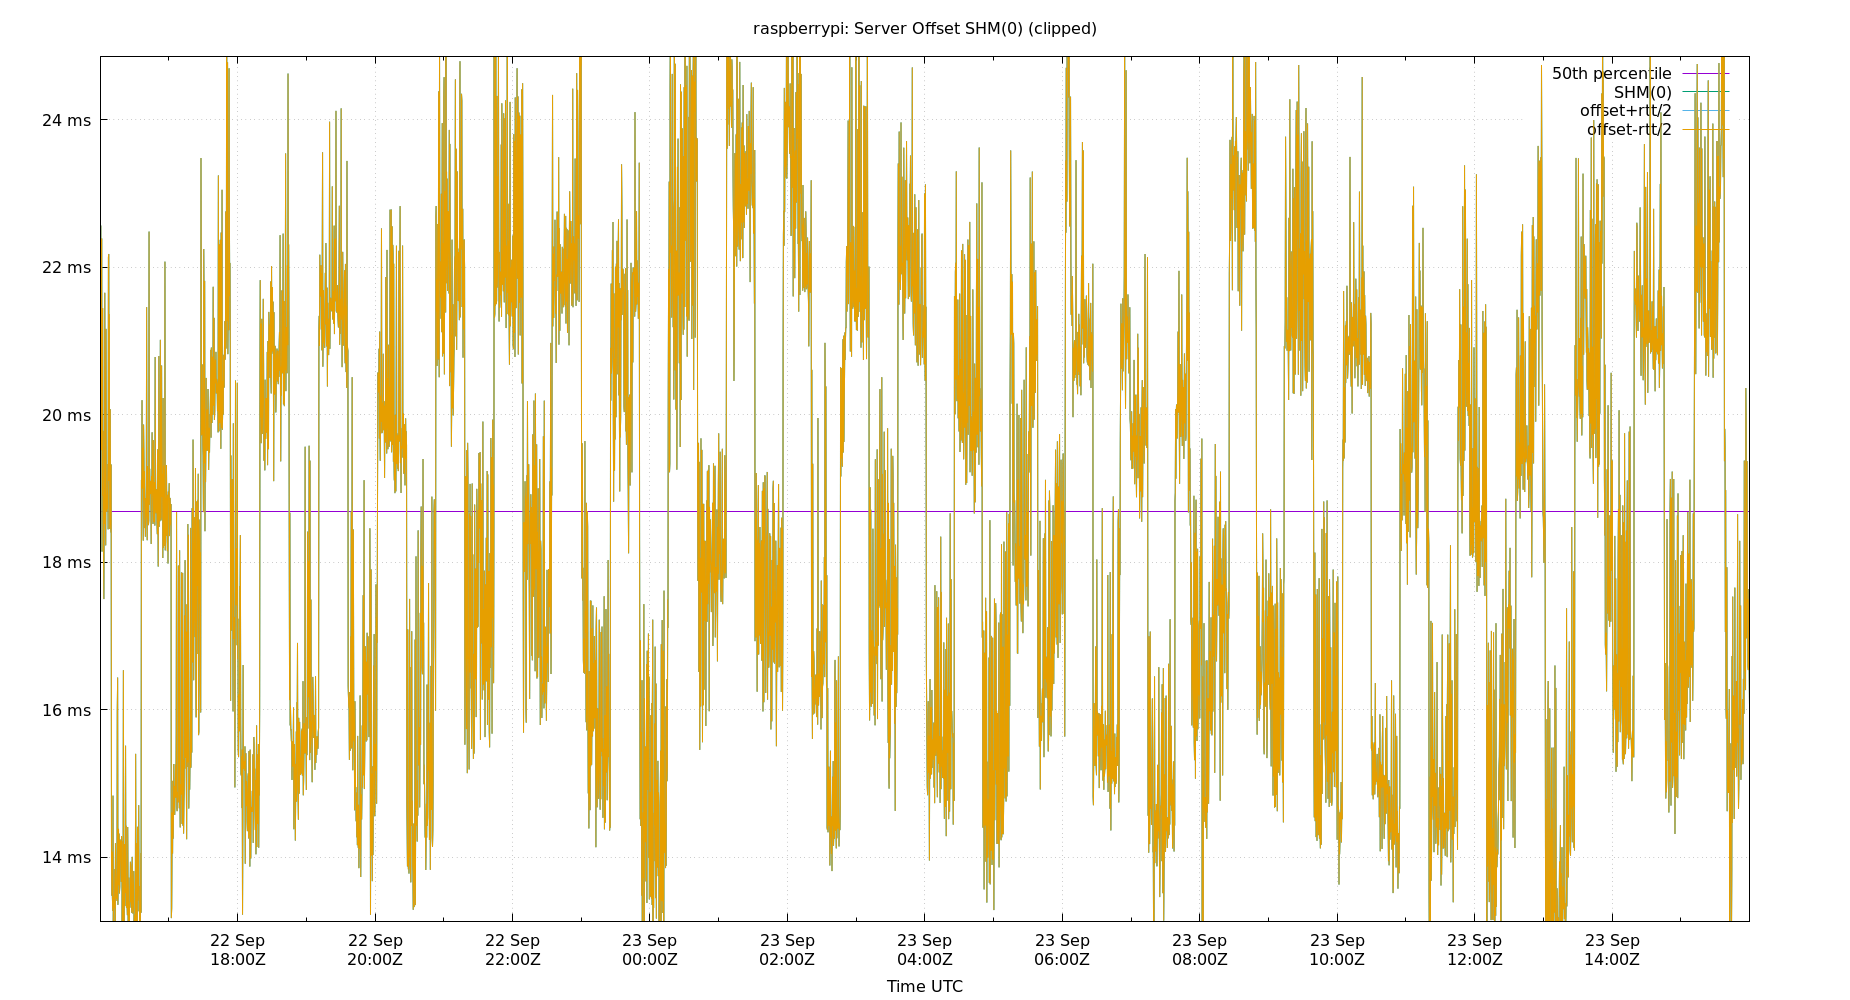 raspberrypi: Server Offset SHM(0) (clipped)
50th percentile
SHM(0)
offset+rtt/2
offset-rtt/2
24 ms
22 ms
20 ms
18 ms
16 ms
14 ms
22 Sep 22 Sep 22 Sep 23 Sep 23 Sep 23 Sep 23 Sep 23 Sep 23 Sep 23 Sep 23 Sep
18:00Z 20:00Z 22:00Z 00:00Z 02:00Z 04:00Z 06:00Z 08:00Z 10:00Z 12:00Z 14:00Z
Time UTC